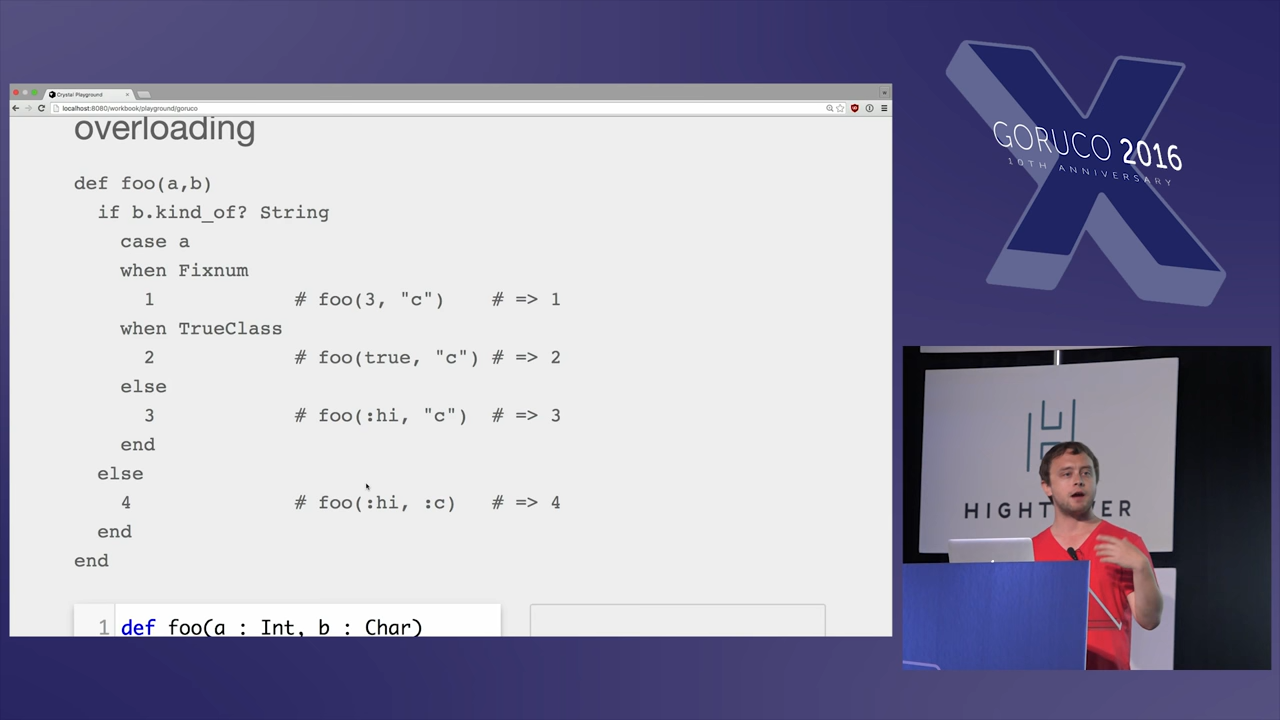 Crystal Playground
localhost:8080/workbook/playground/goruco
overloading
def foo(a,b)
if b.kind_of? String
case a
when Fixnum
1 # foo(3, "c") # => 1
when TrueClass
2 # foo(true, "c") # => 2
else
3 # foo(:hi, "c") # => 3
end
else
4 # foo(:hi, :c) # => 4
end
end
1 def foo(a : Int, b : Char)
GORUCO 2016
10TH ANNIVERSARY